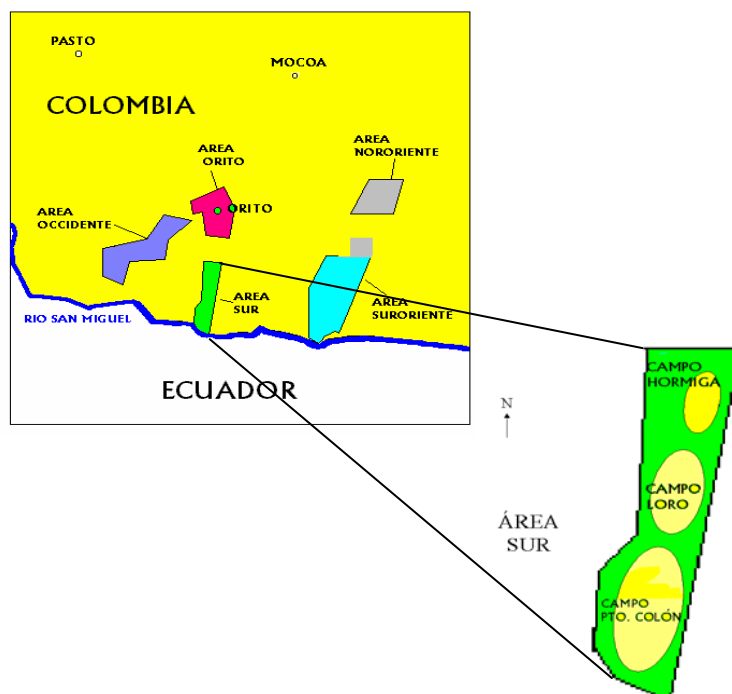 PASTO
MOCOA
COLOMBIA
AREA
ORITO
AREA
NORORIENTE
ORITO
AREA
OCCIDENTE
AREA
SUR
AREA
SURORIENTE
RIO SAN MIGUEL
ECUADOR
CAMPO
HORMIGA
N
CAMPO
LORO
ÁREA
SUR
CAMPO
PTO. COLÓN